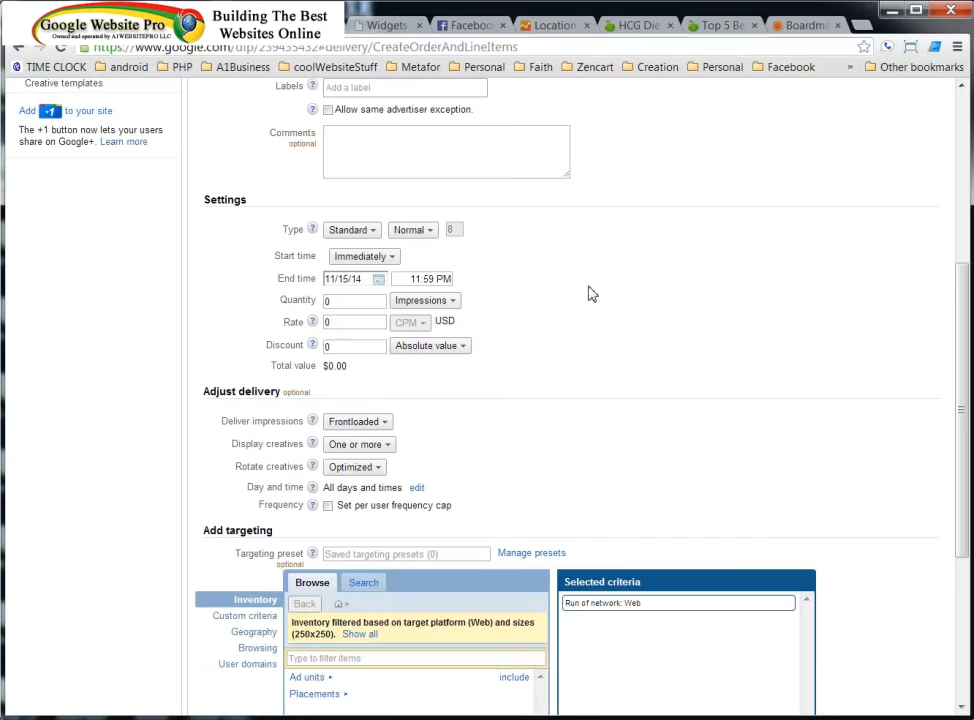 Google Website Pro
Owned and operated by A1WEBSITEPRO LLC
Building The Best
Websites Online
Widgets
Facebook
Location
HCG Die
Top 5 Be
Boardma
https://www.google.com/dfp/239435432#delivery/CreateOrderAndLineItems
TIME CLOCK
android
PHP
A1Business
coolWebsiteStuff
Metafor
Personal
Faith
Zencart
Creation
Personal
Facebook
»
Other bookmarks
Creative templates
Add +1 to your site
The +1 button now lets your users
share on Google+. Learn more
Labels ? Add a label
? Allow same advertiser exception.
Comments
optional
Settings
Type ? Standard Normal 8
Start time Immediately
End time 11/15/14 11:59 PM
Quantity 0 Impressions
Rate ? 0 CPM USD
Discount ? 0 Absolute value
Total value $0.00
Adjust delivery optional
Deliver impressions ? Frontloaded
Display creatives ? One or more
Rotate creatives ? Optimized
Day and time ? All days and times edit
Frequency ? Set per user frequency cap
Add targeting
Targeting preset ? Saved targeting presets (0) Manage presets
optional
Browse Search
Selected criteria
Inventory
Custom criteria
Geography
Browsing
User domains
Back >
Inventory filtered based on target platform (Web) and sizes
(250x250). Show all
Type to filter items
Ad units include
Placements
Run of network: Web